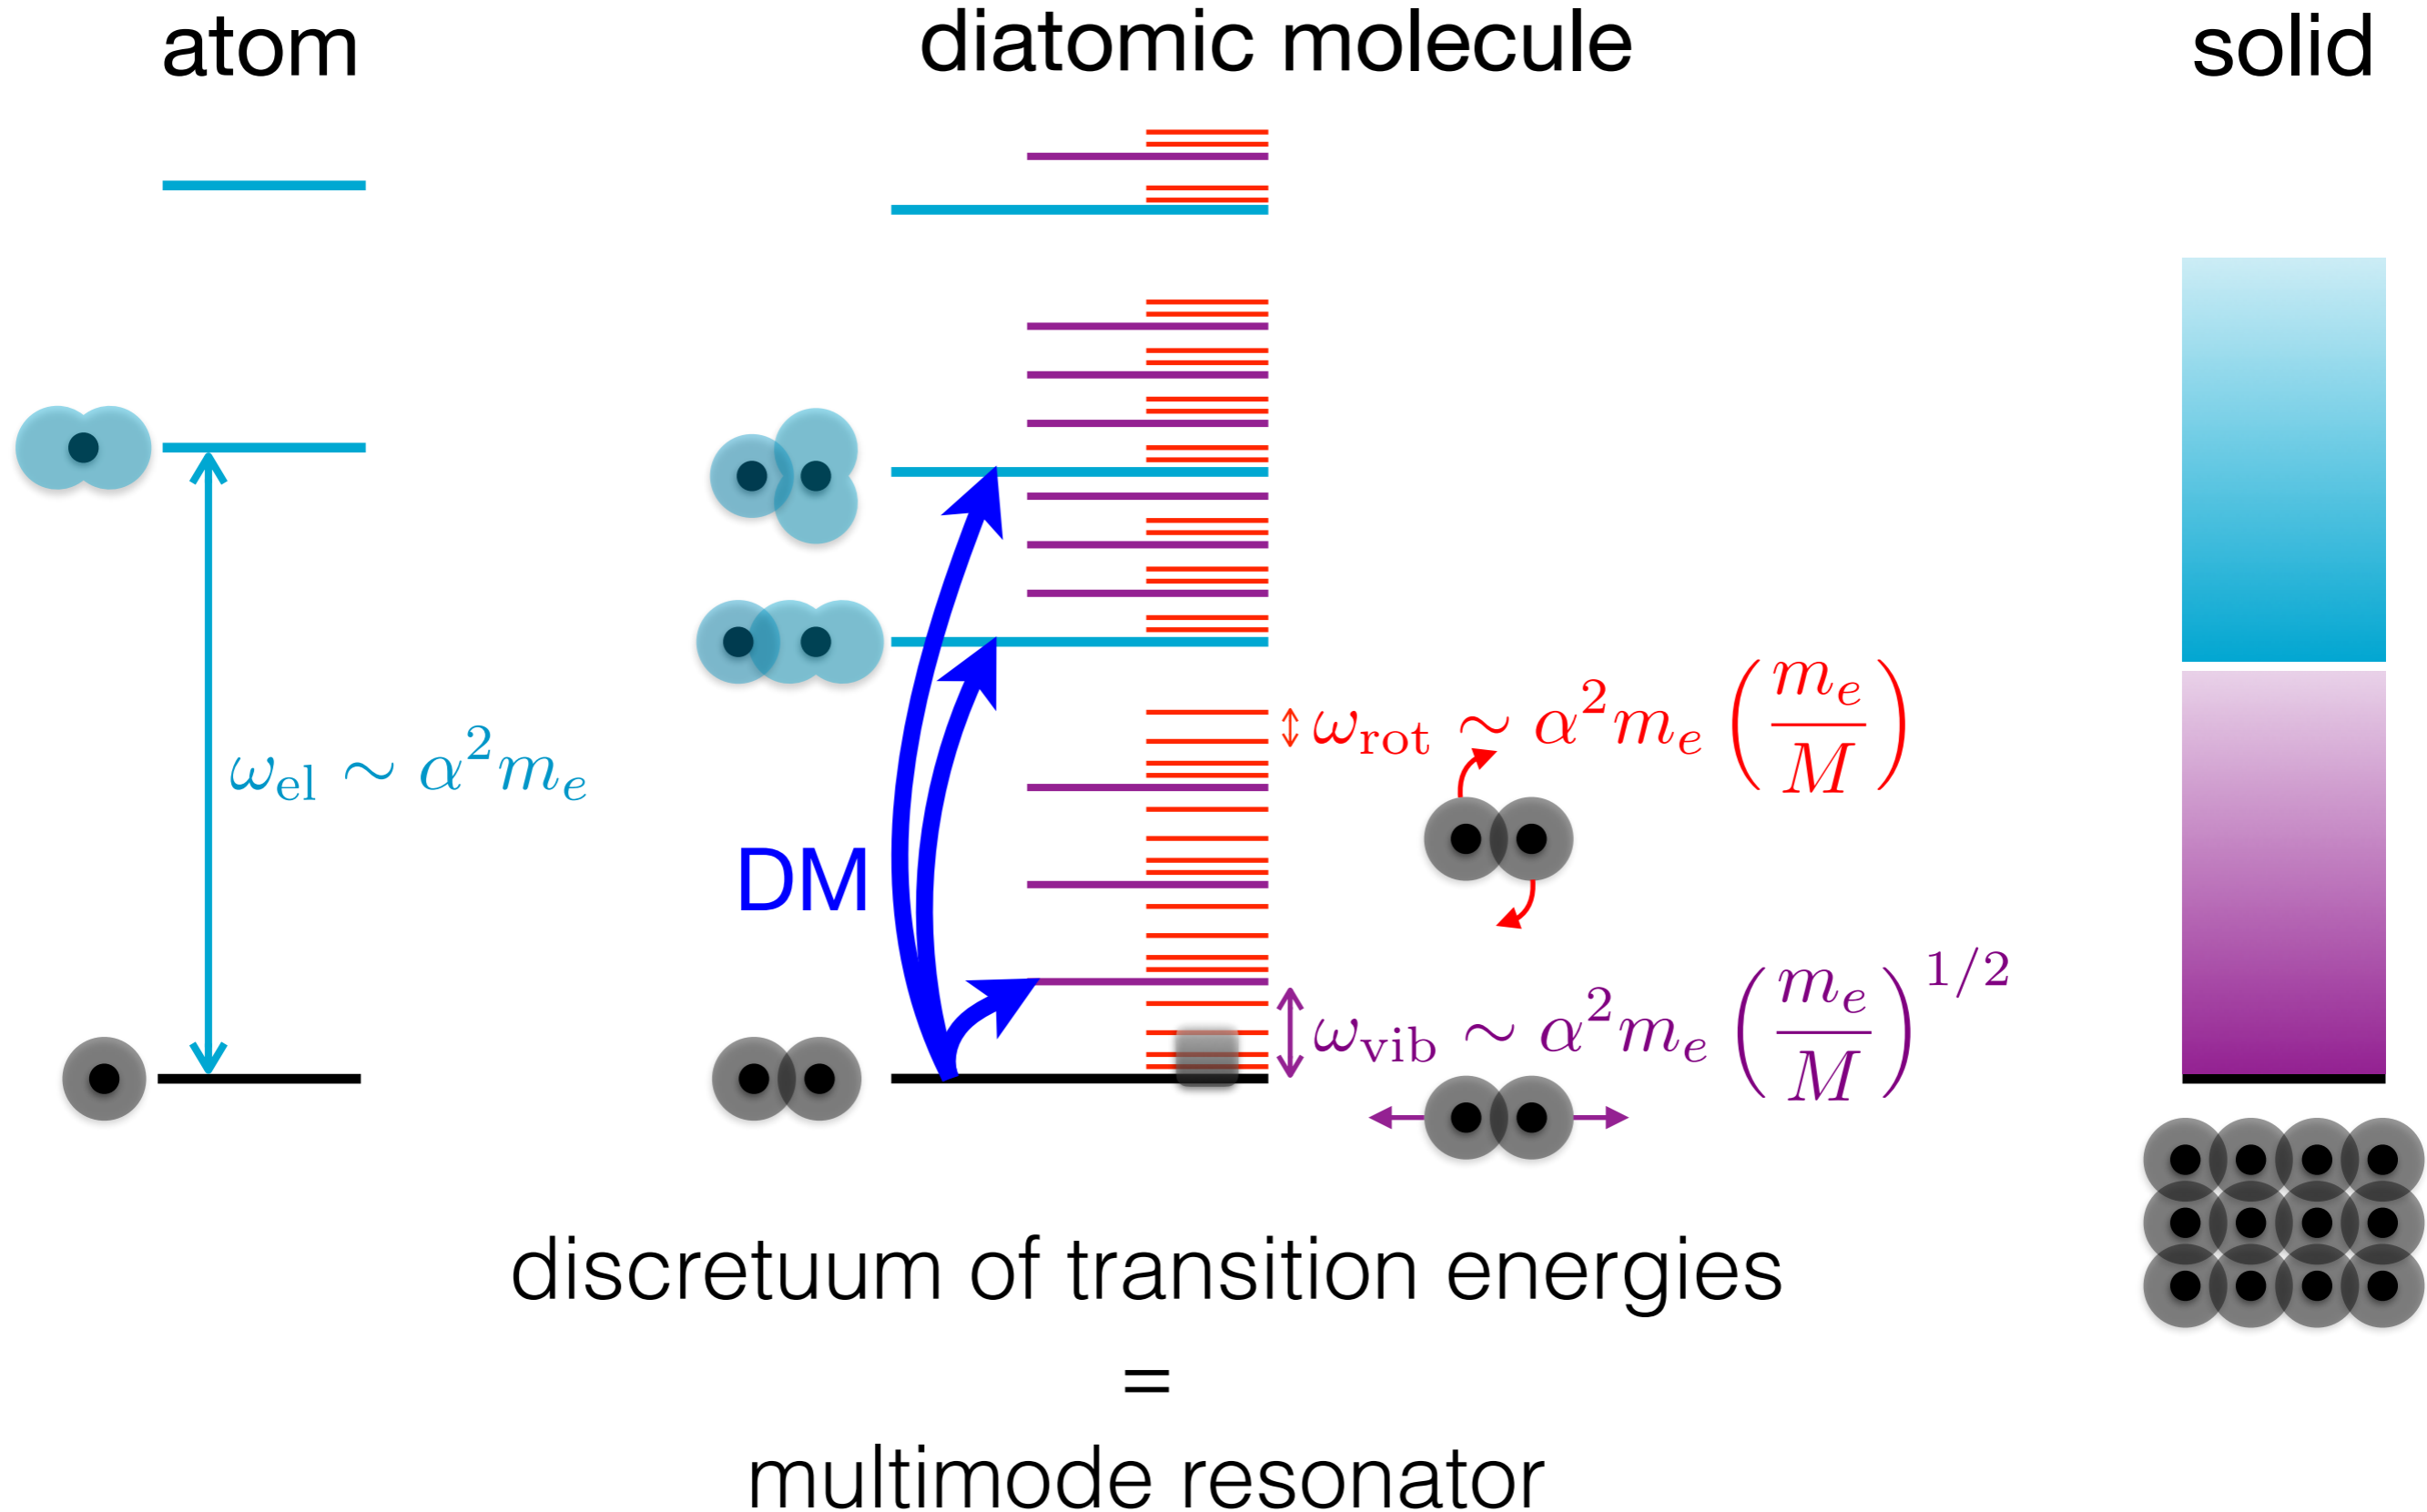 atom
diatomic molecule
solid
ω_el ∼ α²m_e
DM
ω_rot ∼ α²m_e (m_e/M)
ω_vib ∼ α²m_e (m_e/M)^{1/2}
discretuum of transition energies
=
multimode resonator